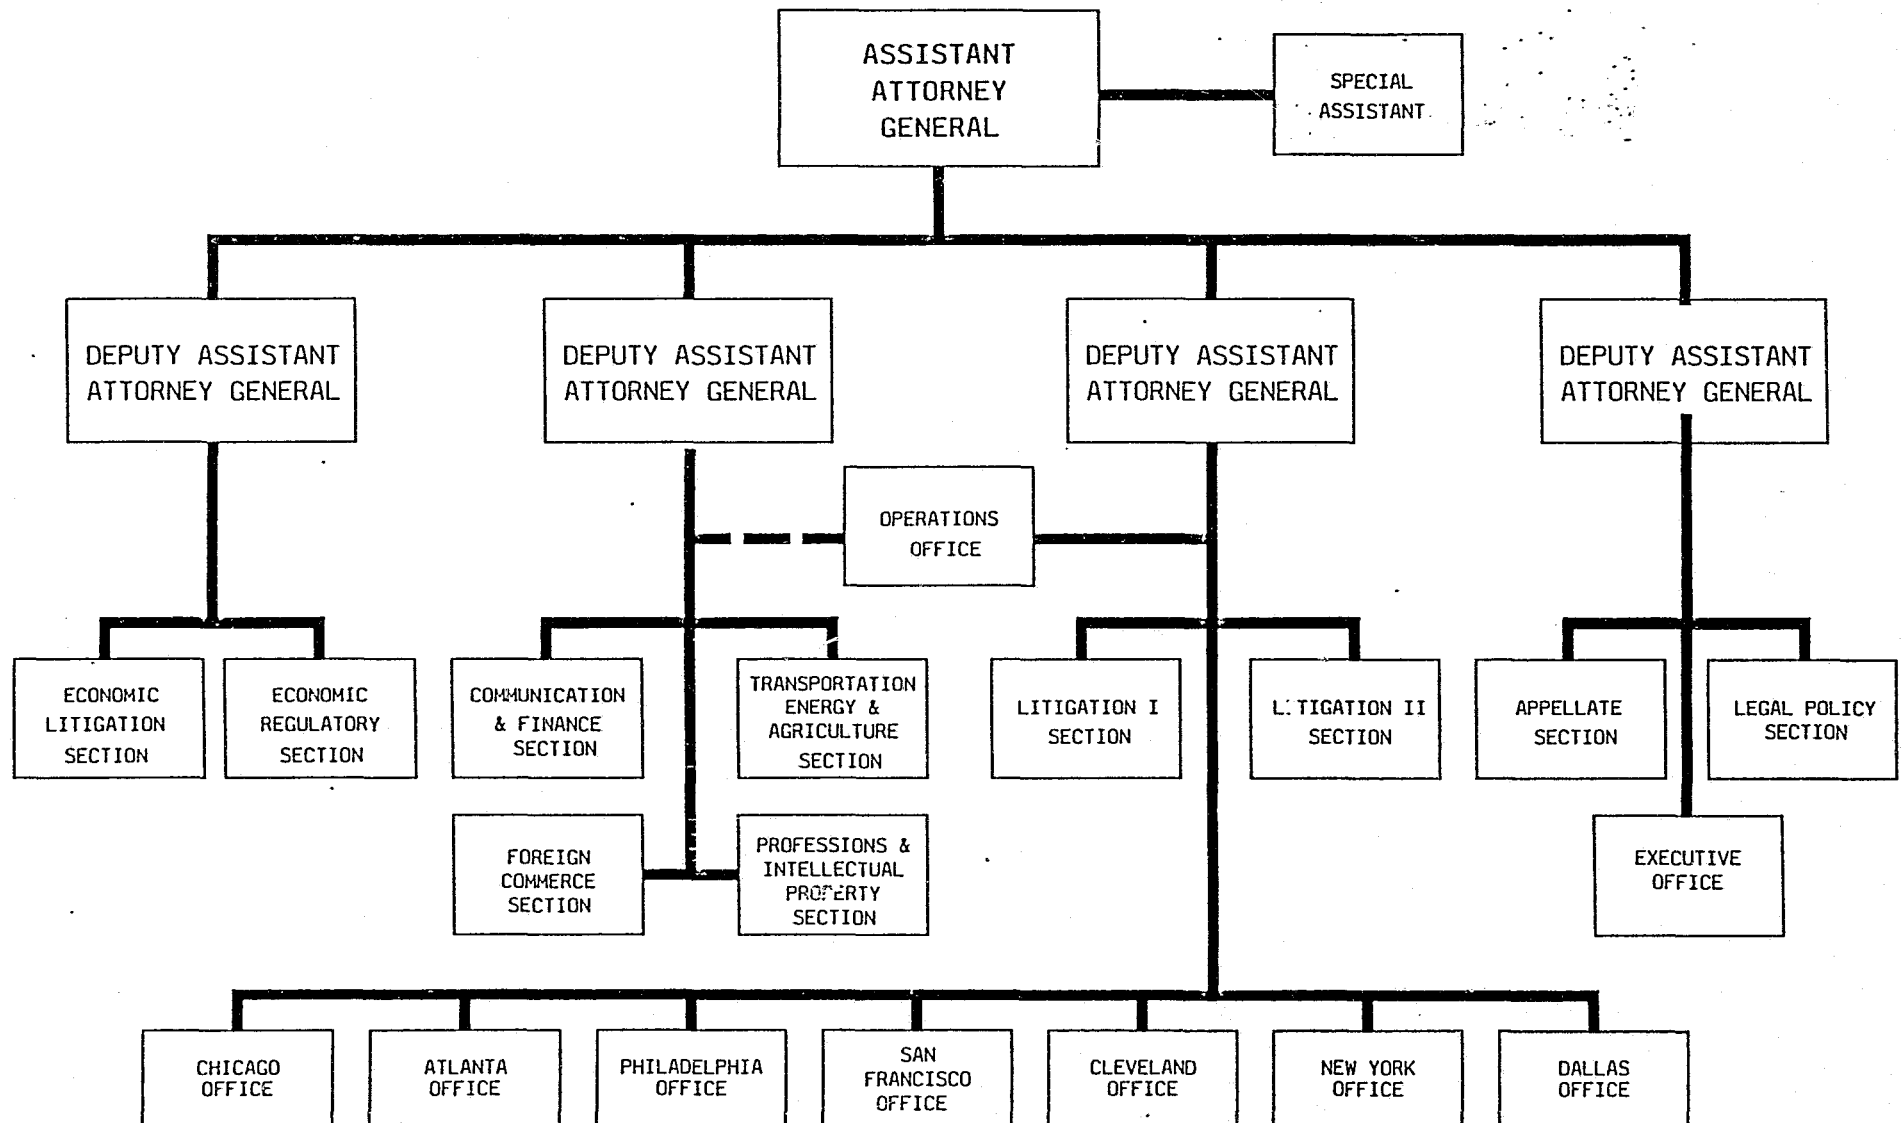 ASSISTANT
ATTORNEY
GENERAL
SPECIAL
ASSISTANT
DEPUTY ASSISTANT
ATTORNEY GENERAL
DEPUTY ASSISTANT
ATTORNEY GENERAL
DEPUTY ASSISTANT
ATTORNEY GENERAL
DEPUTY ASSISTANT
ATTORNEY GENERAL
OPERATIONS
OFFICE
ECONOMIC
LITIGATION
SECTION
ECONOMIC
REGULATORY
SECTION
COMMUNICATION
& FINANCE
SECTION
TRANSPORTATION
ENERGY &
AGRICULTURE
SECTION
LITIGATION I
SECTION
LITIGATION II
SECTION
APPELLATE
SECTION
LEGAL POLICY
SECTION
FOREIGN
COMMERCE
SECTION
PROFESSIONS &
INTELLECTUAL
PROPERTY
SECTION
EXECUTIVE
OFFICE
CHICAGO
OFFICE
ATLANTA
OFFICE
PHILADELPHIA
OFFICE
SAN
FRANCISCO
OFFICE
CLEVELAND
OFFICE
NEW YORK
OFFICE
DALLAS
OFFICE